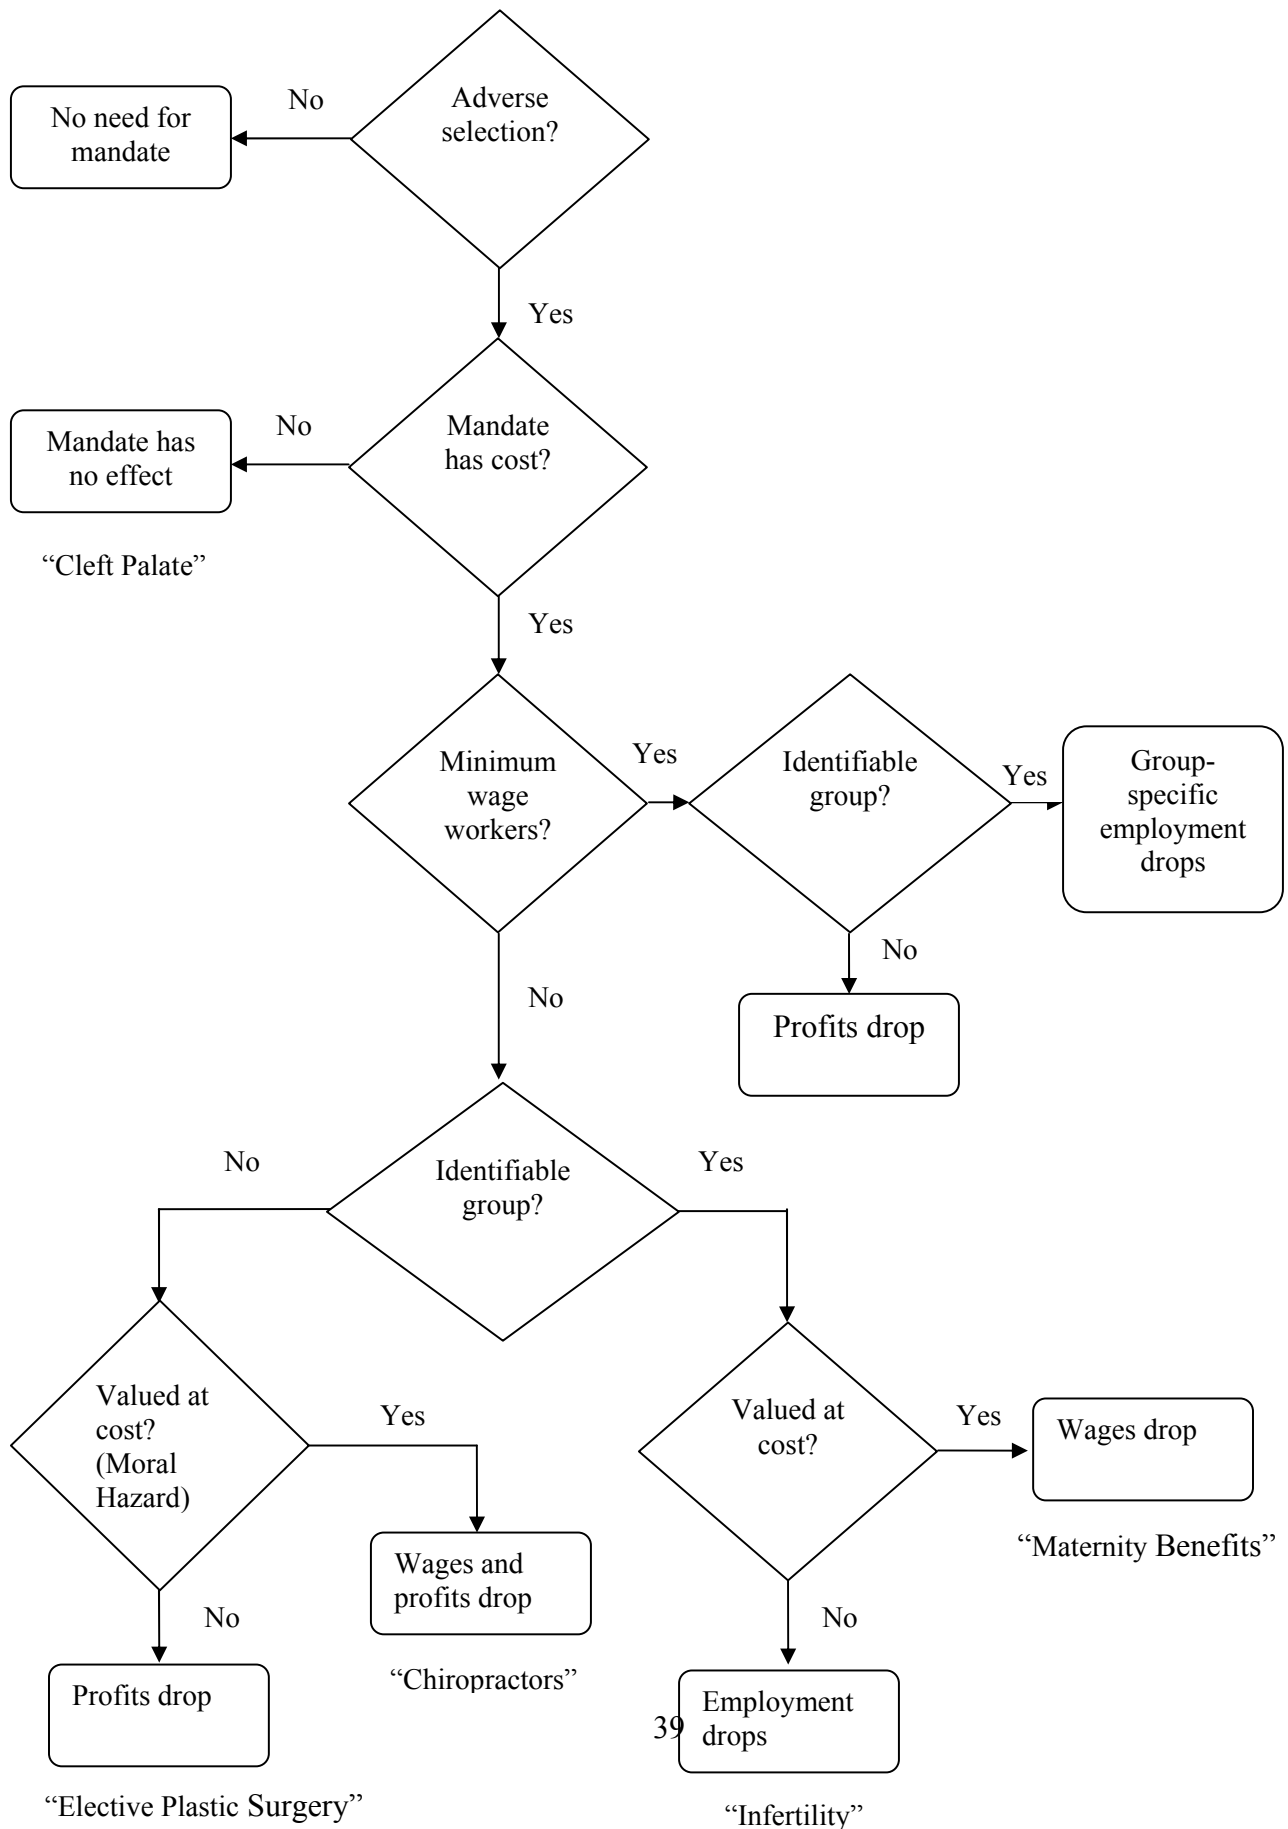 Adverse
selection?
No
No need for
mandate
Yes
Mandate
has cost?
No
Mandate has
no effect
“Cleft Palate”
Yes
Minimum
wage
workers?
Yes
Identifiable
group?
Yes
Group-
specific
employment
drops
No
Profits drop
No
Identifiable
group?
No
Yes
Valued at
cost?
(Moral
Hazard)
Yes
Wages and
profits drop
“Chiropractors”
No
Profits drop
“Elective Plastic Surgery”
Valued at
cost?
Yes
Wages drop
“Maternity Benefits”
No
Employment
drops
39
“Infertility”